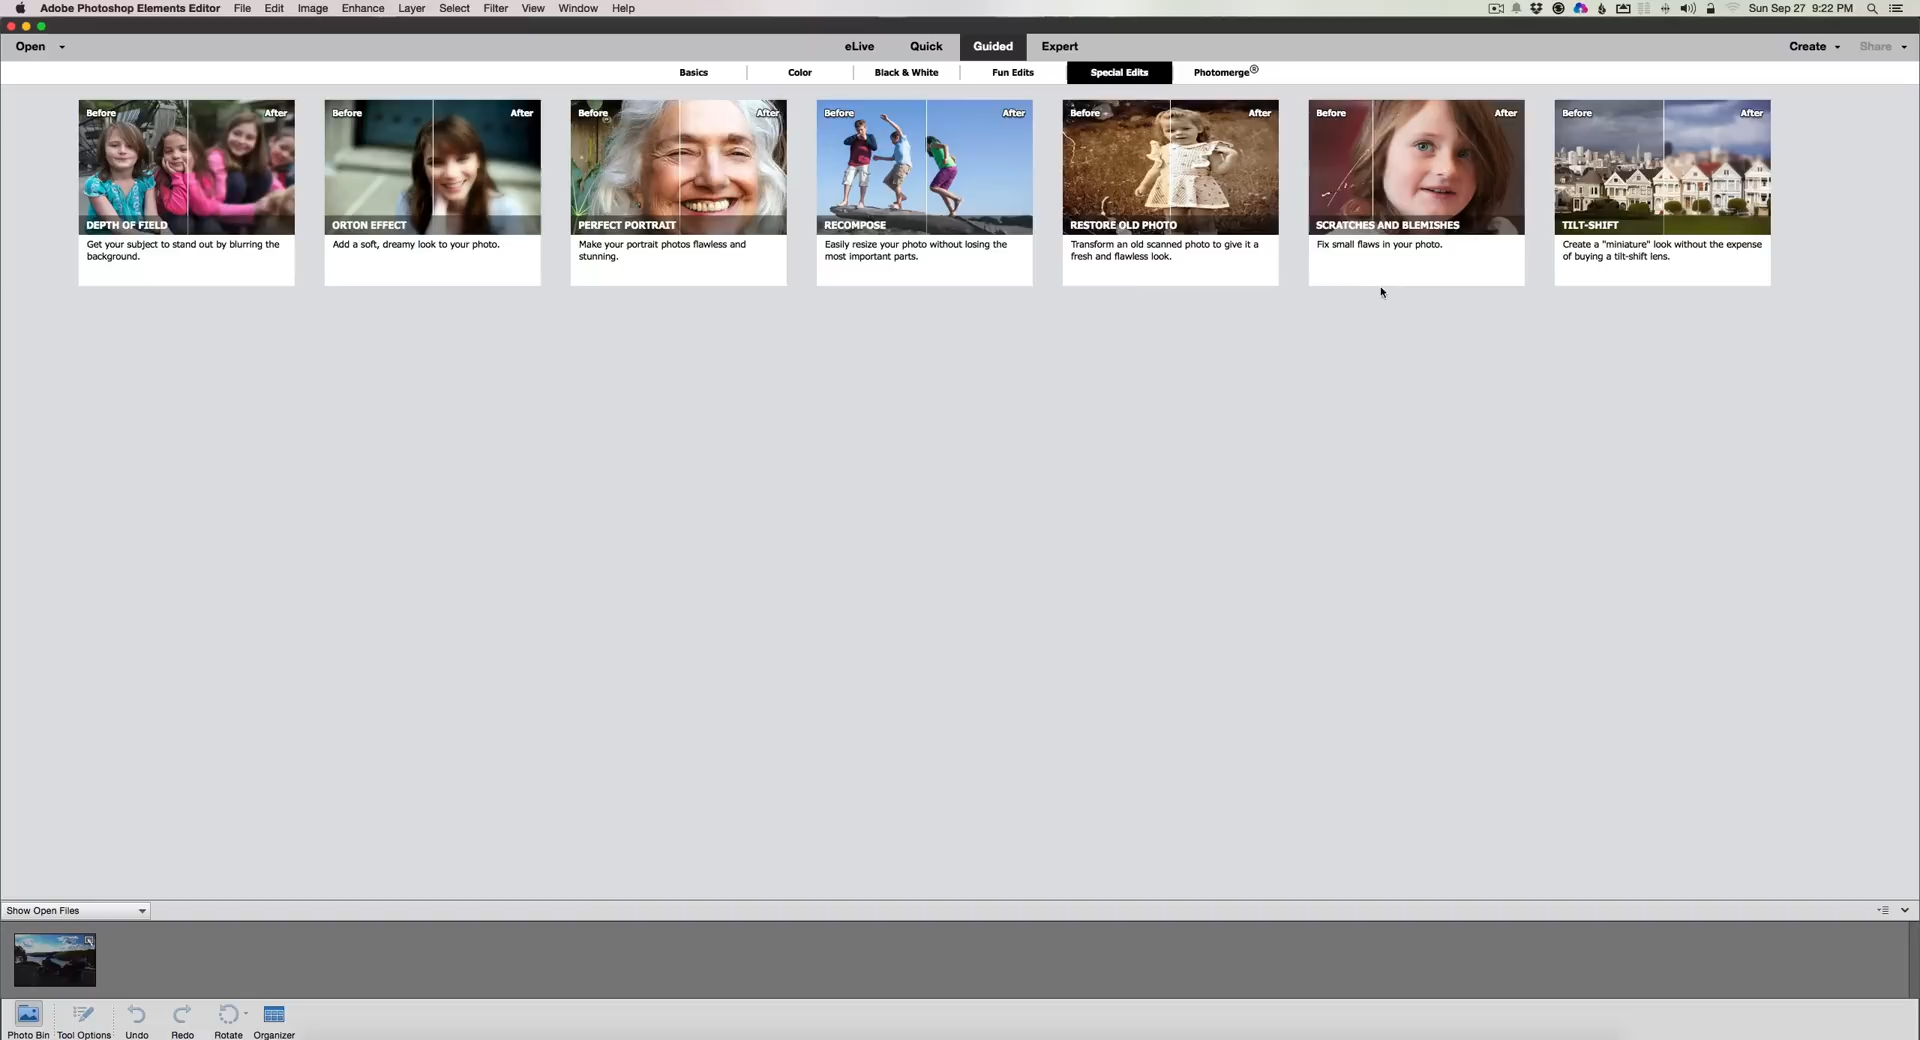 Adobe Photoshop Elements Editor File Edit Image Enhance Layer Select Filter View Window Help Sun Sep 27 9:22 PM
Open eLive Quick Guided Expert Create Share
Basics Color Black & White Fun Edits Special Edits Photomerge®
Before After
DEPTH OF FIELD
Get your subject to stand out by blurring the
background.
Before After
ORTON EFFECT
Add a soft, dreamy look to your photo.
Before After
PERFECT PORTRAIT
Make your portrait photos flawless and
stunning.
Before After
RECOMPOSE
Easily resize your photo without losing the
most important parts.
Before After
RESTORE OLD PHOTO
Transform an old scanned photo to give it a
fresh and flawless look.
Before After
SCRATCHES AND BLEMISHES
Fix small flaws in your photo.
Before After
TILT-SHIFT
Create a "miniature" look without the expense
of buying a tilt-shift lens.
Show Open Files
Photo Bin Tool Options Undo Redo Rotate Organizer